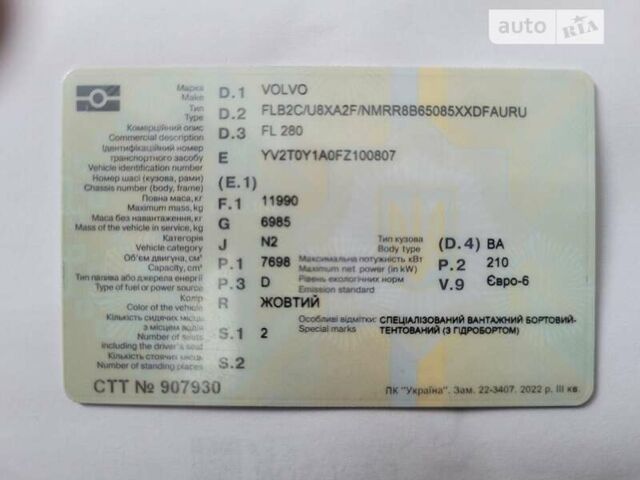 auto RIA
Марка D.1 VOLVO
Make
Тип D.2 FLB2C/U8XA2F/NMRR8B65085XXDFAURU
Type
Комерційний опис D.3 FL 280
Commercial description
Ідентифікаційний номер
транспортного засобу E YV2T0Y1A0FZ100807
Vehicle identification number
Номер шасі (кузова, рами) (E.1)
Chassis number (body, frame)
Повна маса, кг F.1 11990
Maximum mass, kg
Маса без навантаження, кг G 6985
Mass of the vehicle in service, kg
Категорія J N2 Тип кузова (D.4) BA
Vehicle category Body type
Об'єм двигуна, см³ P.1 7698 Максимальна потужність кВт P.2 210
Capacity, cm³ Maximum net power (in kW)
Тип палива або джерела енергії P.3 D Рівень екологічних норм V.9 Євро-6
Type of fuel or power source Emission standard
Колір R ЖОВТИЙ
Color of the vehicle
Кількість сидячих місць Особливі відмітки: СПЕЦІАЛІЗОВАНИЙ ВАНТАЖНИЙ БОРТОВИЙ-
з місцем водія S.1 2 Special marks ТЕНТОВАНИЙ (З ГІДРОБОРТОМ)
Number of seats
including the driver's seat
Кількість стоячих місць S.2
Number of standing places
СТТ № 907930 ПК "Україна". Зам. 22-3407. 2022 р. III кв.